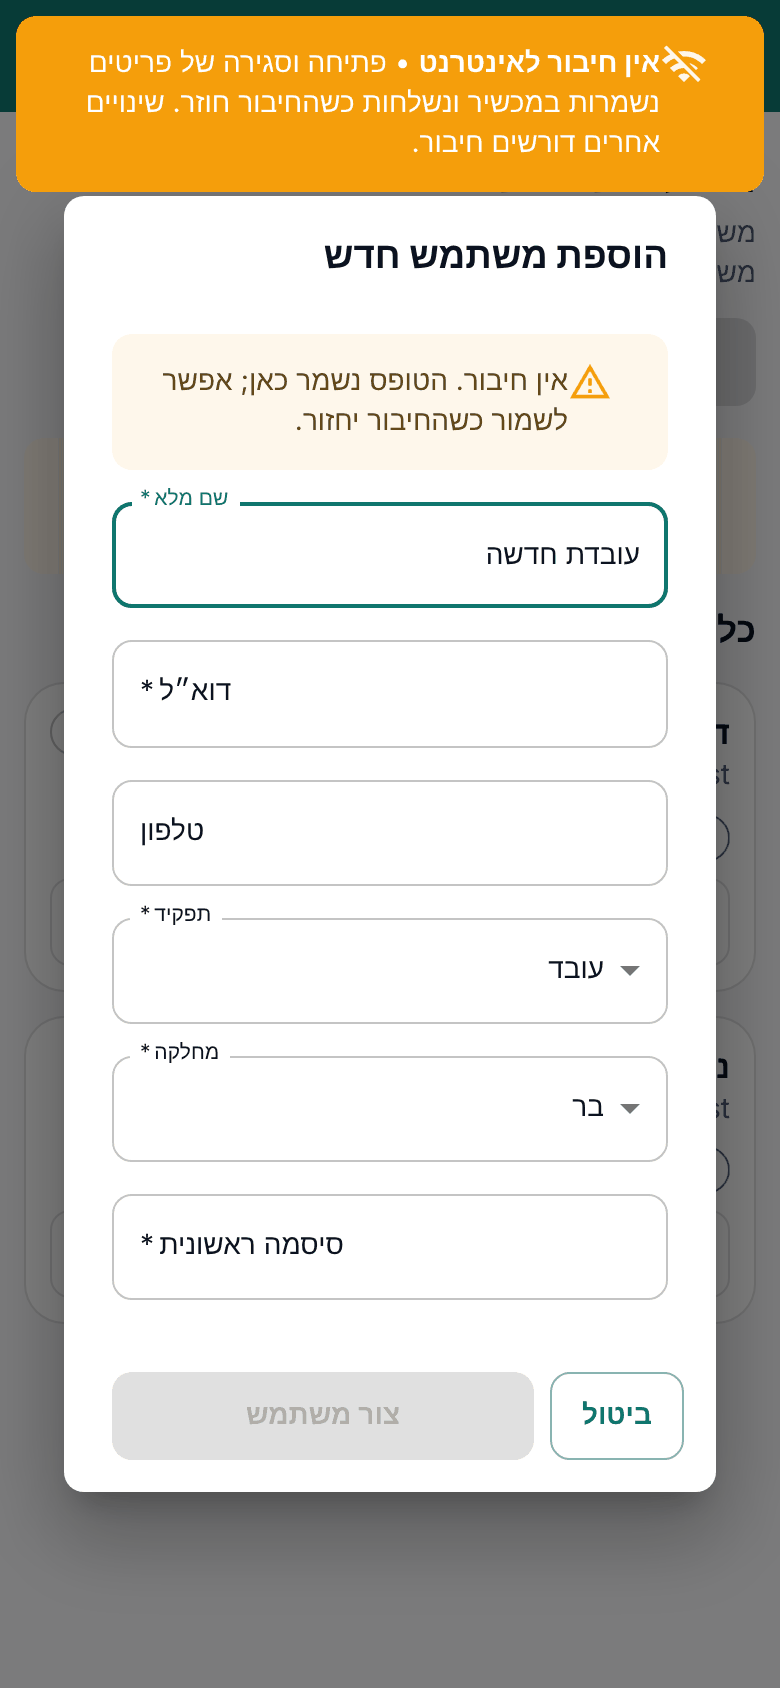 אין חיבור לאינטרנט • פתיחה וסגירה של פריטים
נשמרות במכשיר ונשלחות כשהחיבור חוזר. שינויים
אחרים דורשים חיבור.
הוספת משתמש חדש
אין חיבור. הטופס נשמר כאן; אפשר
לשמור כשהחיבור יחזור.
שם מלא *
עובדת חדשה
דוא״ל *
טלפון
תפקיד *
עובד
מחלקה *
בר
סיסמה ראשונית *
ביטול
צור משתמש